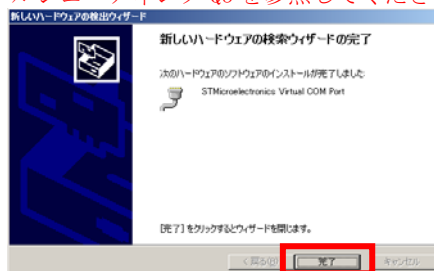 新しいハードウェアの検出ウィザード
新しいハードウェアの検索ウィザードの完了
次のハードウェアのソフトウェアのインストールが完了しました:
STMicroelectronics Virtual COM Port
[完了] をクリックするとウィザードを閉じます。
< 戻る(B)
完了
キャンセル